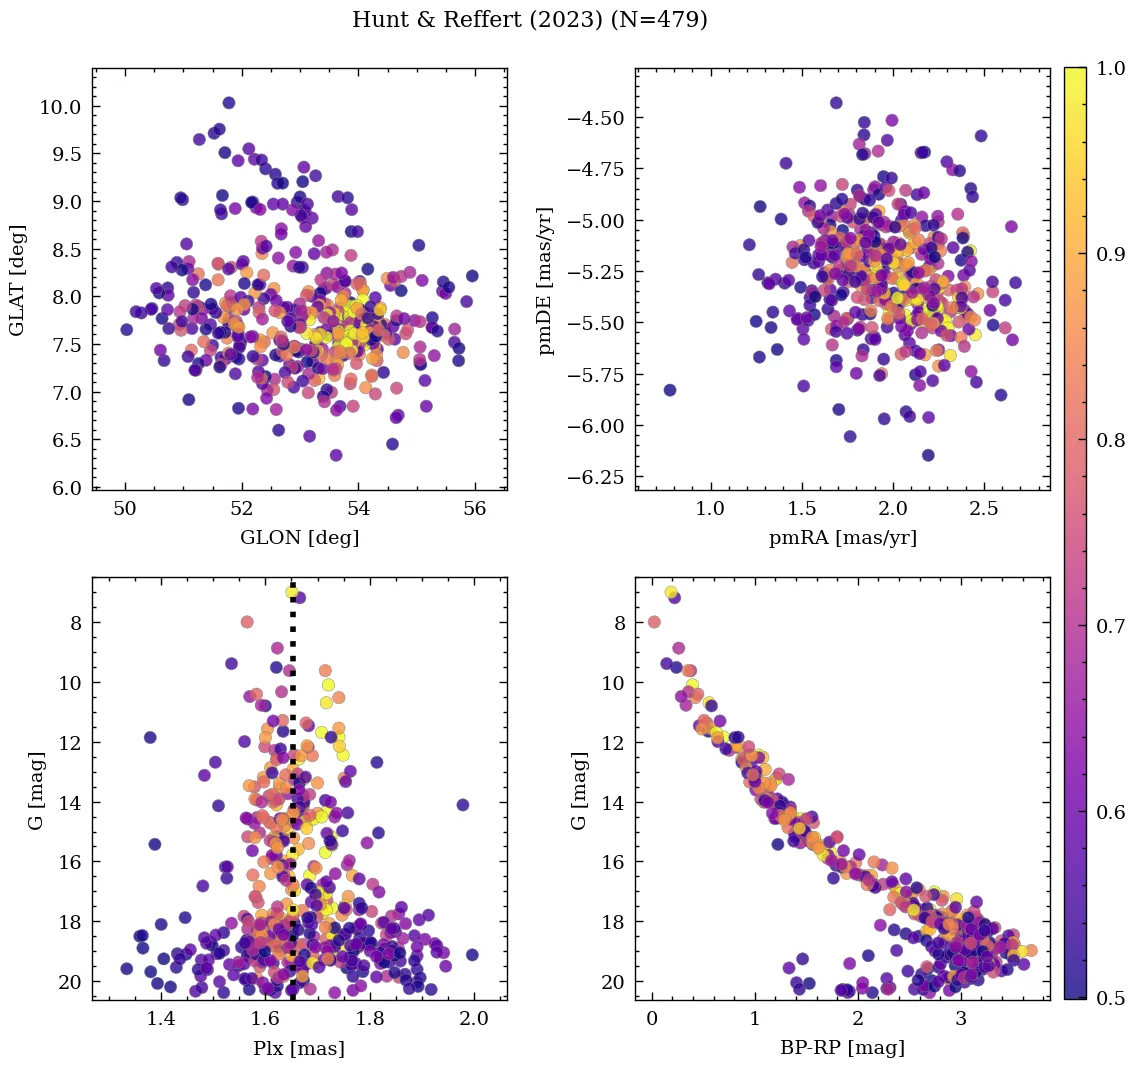 Hunt & Reffert (2023) (N=479)
GLAT [deg]
10.0
9.5
9.0
8.5
8.0
7.5
7.0
6.5
6.0
50 52 54 56
GLON [deg]
pmDE [mas/yr]
−4.50
−4.75
−5.00
−5.25
−5.50
−5.75
−6.00
−6.25
1.0 1.5 2.0 2.5
pmRA [mas/yr]
G [mag]
8
10
12
14
16
18
20
1.4 1.6 1.8 2.0
Plx [mas]
G [mag]
8
10
12
14
16
18
20
0 1 2 3
BP-RP [mag]
1.0
0.9
0.8
0.7
0.6
0.5